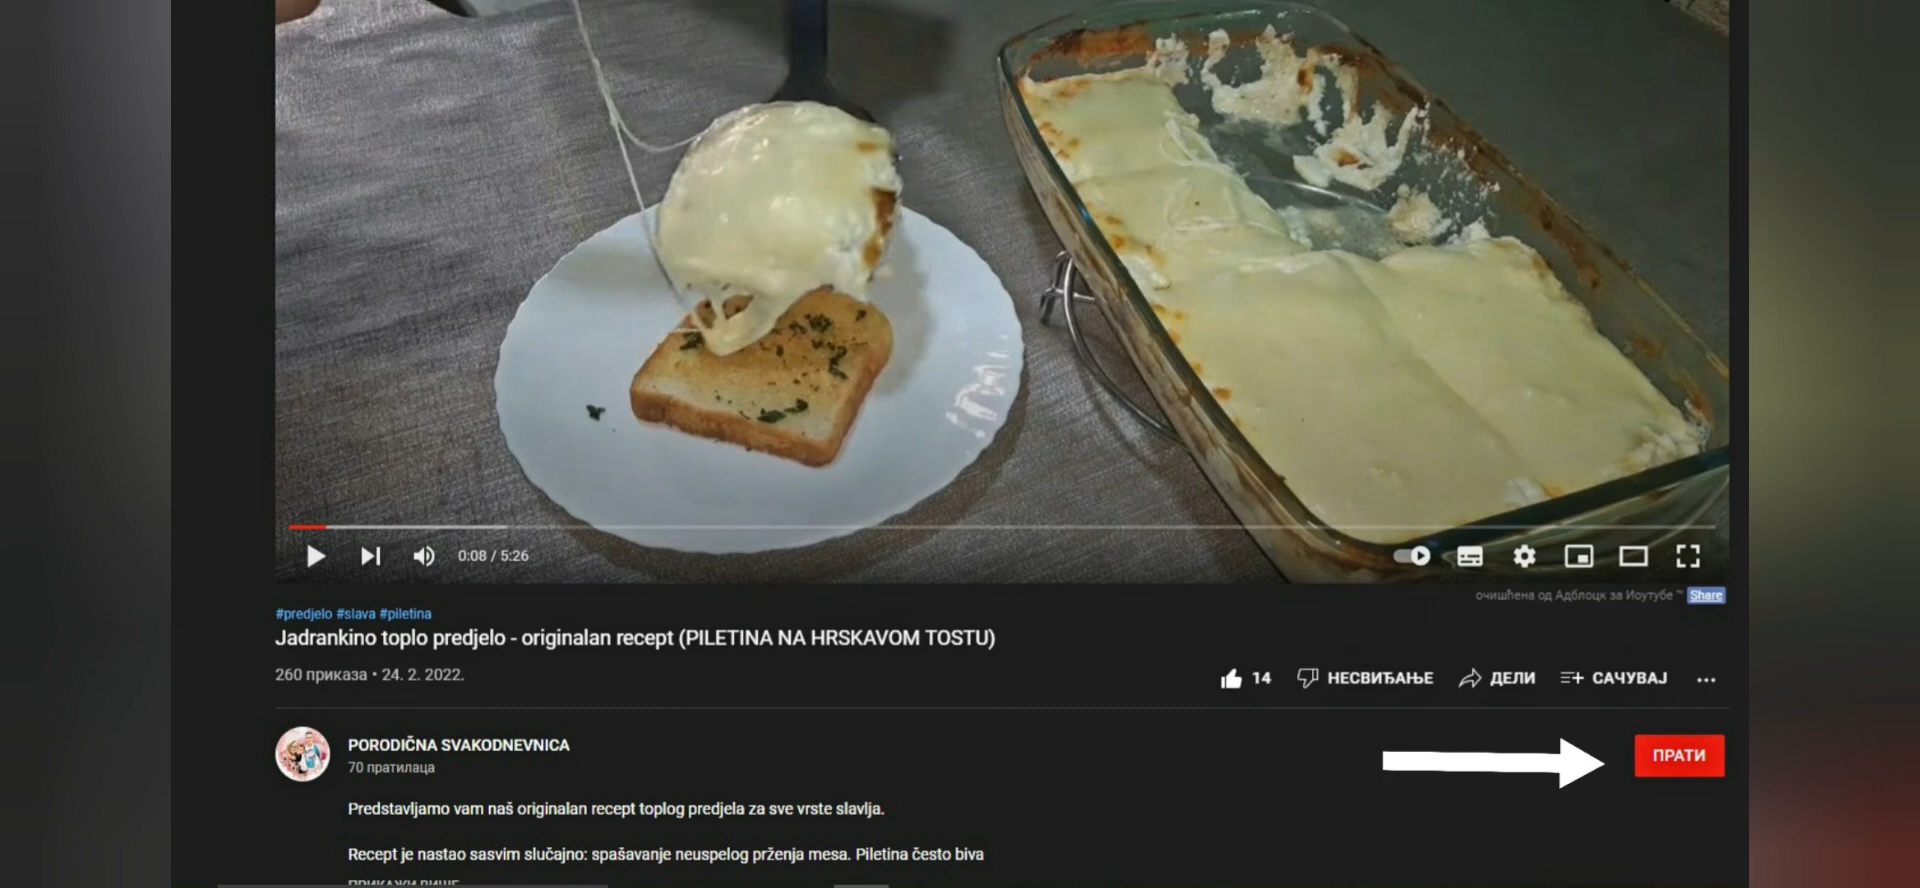 0:08 / 5:26
очишћена од Адблоцк за Иоутубе ™ Share
#predjelo #slava #piletina
Jadrankino toplo predjelo - originalan recept (PILETINA NA HRSKAVOM TOSTU)
260 приказа • 24. 2. 2022.
14 НЕСВИЂАЊЕ ДЕЛИ САЧУВАЈ
PORODIČNA SVAKODNEVNICA
70 пратилаца
ПРАТИ
Predstavljamo vam naš originalan recept toplog predjela za sve vrste slavlja.
Recept je nastao sasvim slučajno: spašavanje neuspelog prženja mesa. Piletina često biva
ПРИКАЖИ ВИШЕ